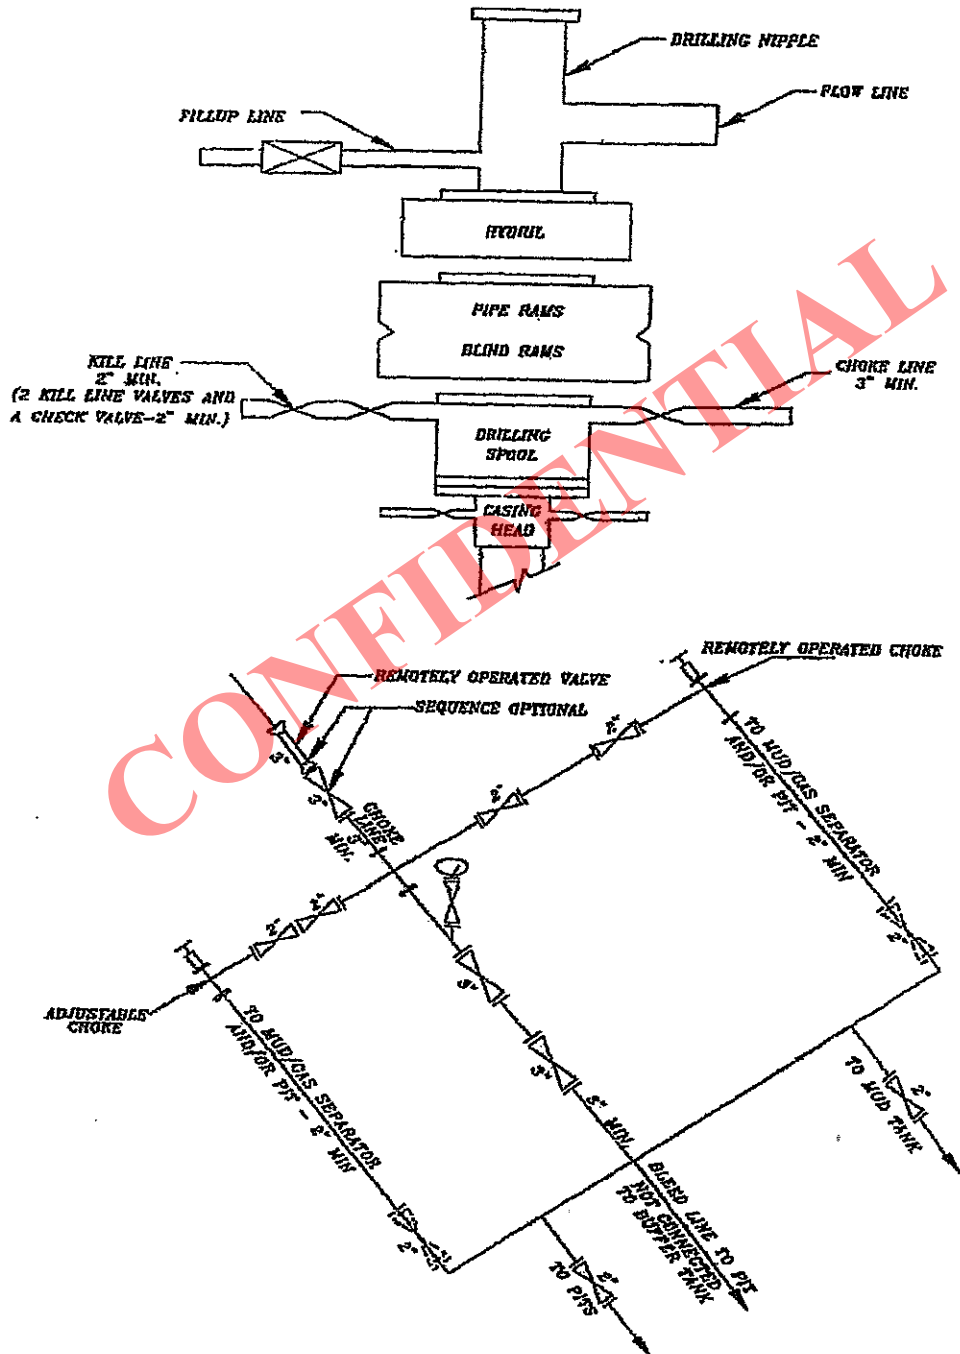 DRILLING NIPPLE
FLOW LINE
FILLUP LINE
HYDRIL
PIPE RAMS
BLIND RAMS
KILL LINE
2" MIN.
(2 KILL LINE VALVES AND
A CHECK VALVE-2" MIN.)
CHOKE LINE
3" MIN.
DRILLING
SPOOL
CASING
HEAD
CONFIDENTIAL
REMOTELY OPERATED CHOKE
REMOTELY OPERATED VALVE
SEQUENCE OPTIONAL
3"
3"
CHOKE
LINE
3"
MIN.
2"
2"
TO MUD/GAS SEPARATOR
AND/OR PIT - 2" MIN
2"
2"
2"
ADJUSTABLE
CHOKE
TO MUD/GAS SEPARATOR
AND/OR PIT - 2" MIN
2"
3"
3"
3" MIN.
BLEED LINE TO PIT
NOT CONNECTED
TO BUFFER TANK
2"
TO MUD TANK
2"
TO PITS